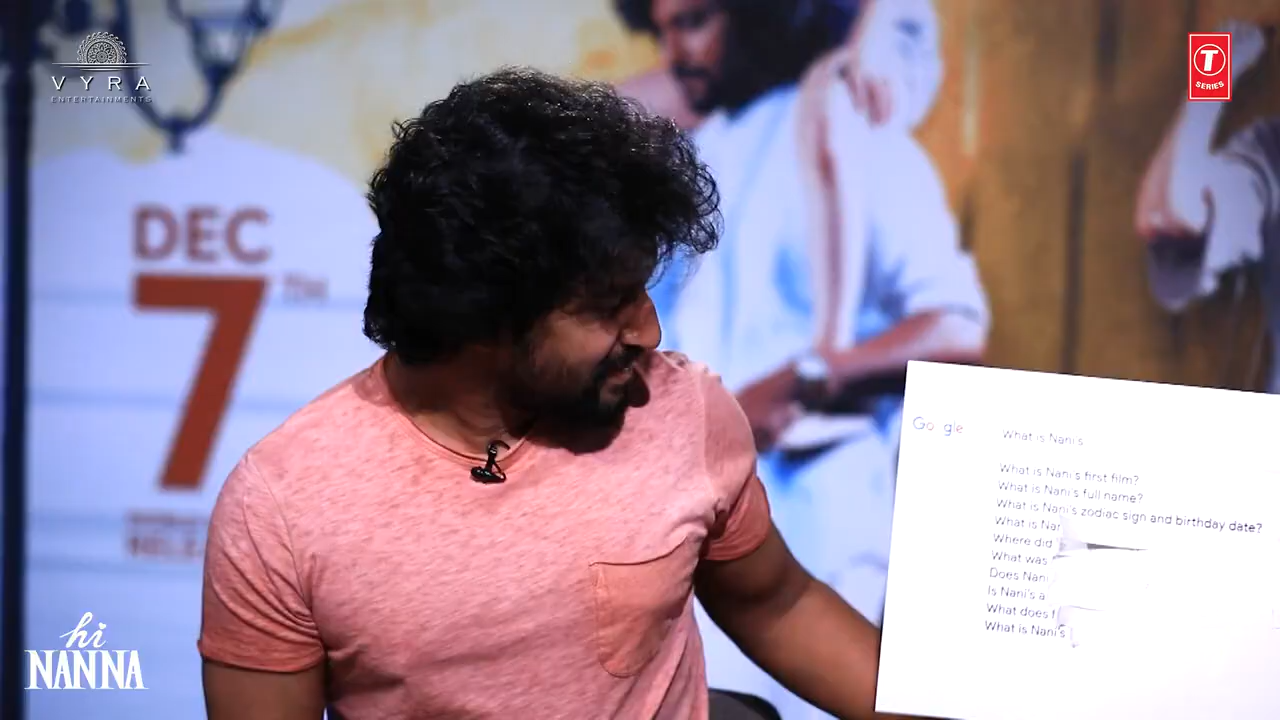 VYRA
ENTERTAINMENTS
T
SERIES
DEC
7TH
Google
What is Nani's
What is Nani's first film?
What is Nani's full name?
What is Nani's zodiac sign and birthday date?
What is Nan
Where did
What was
Does Nani
Is Nani's a
What does
What is Nani's
hi
NANNA